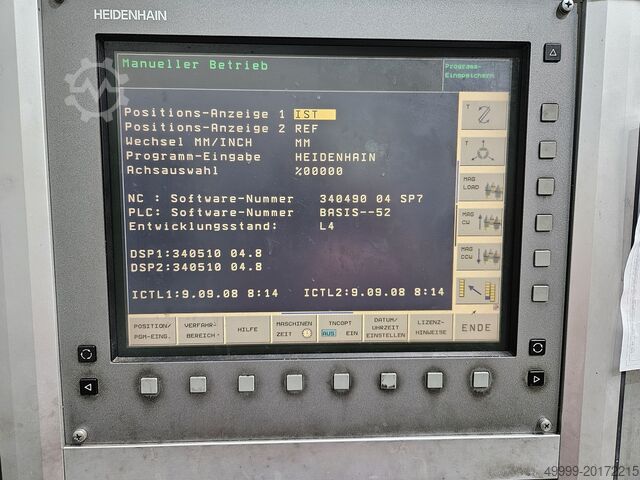 HEIDENHAIN
Manueller Betrieb
Programm-
Einspeichern
Positions-Anzeige 1 IST
Positions-Anzeige 2 REF
Wechsel MM/INCH MM
Programm-Eingabe HEIDENHAIN
Achsauswahl %00000
NC : Software-Nummer 340490 04 SP7
PLC: Software-Nummer BASIS--52
Entwicklungsstand: L4
DSP1:340510 04.8
DSP2:340510 04.8
ICTL1:9.09.08 8:14 ICTL2:9.09.08 8:14
T
T
MAG
LOAD
MAG
CW
MAG
CCW
POSITION/
PGM-EING.
VERFAHR-
BEREICH
HILFE
MASCHINEN
ZEIT
TNCOPT
AUS EIN
DATUM/
UHRZEIT
EINSTELLEN
LIZENZ-
HINWEISE
ENDE
49999-20172215